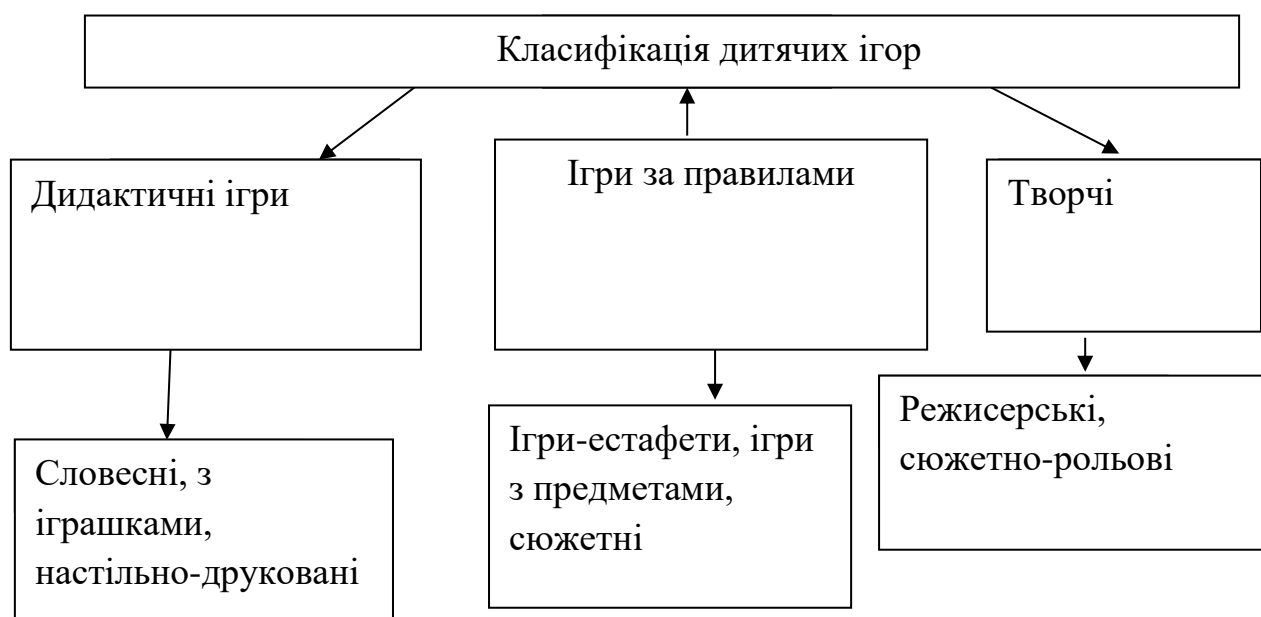 Класифікація дитячих ігор
Дидактичні ігри
Ігри за правилами
Творчі
Словесні, з
іграшками,
настільно-друковані
Ігри-естафети, ігри
з предметами,
сюжетні
Режисерські,
сюжетно-рольові